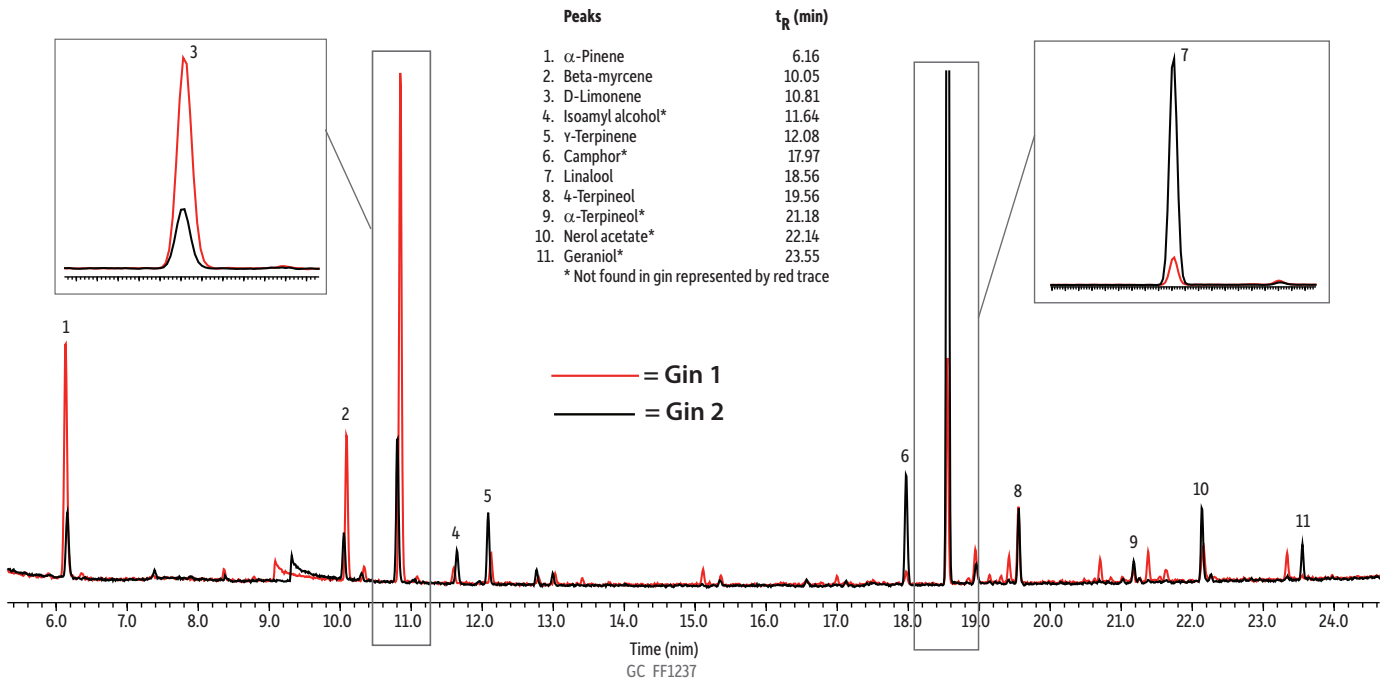 Peaks tR (min)
1. α-Pinene 6.16
2. Beta-myrcene 10.05
3. D-Limonene 10.81
4. Isoamyl alcohol* 11.64
5. γ-Terpinene 12.08
6. Camphor* 17.97
7. Linalool 18.56
8. 4-Terpineol 19.56
9. α-Terpineol* 21.18
10. Nerol acetate* 22.14
11. Geraniol* 23.55
* Not found in gin represented by red trace
3
7
= Gin 1
= Gin 2
1
2
4
5
6
8
9
10
11
6.0 7.0 8.0 9.0 10.0 11.0 12.0 13.0 14.0 15.0 16.0 17.0 18.0 19.0 20.0 21.0 22.0 23.0 24.0
Time (nim)
GC FF1237